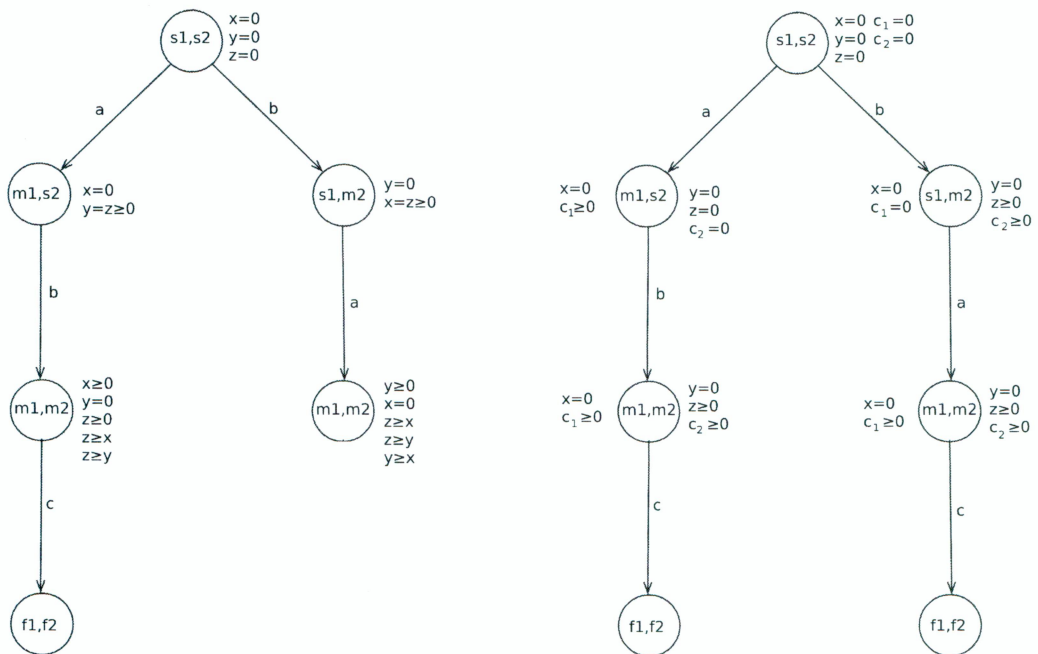 s1,s2
x=0
y=0
z=0
a
b
m1,s2
x=0
y=z≥0
s1,m2
y=0
x=z≥0
b
a
m1,m2
x≥0
y=0
z≥0
z≥x
z≥y
m1,m2
y≥0
x=0
z≥x
z≥y
y≥x
c
f1,f2
s1,s2
x=0 c₁=0
y=0 c₂=0
z=0
a
b
x=0
c₁≥0
m1,s2
y=0
z=0
c₂=0
x=0
c₁=0
s1,m2
y=0
z≥0
c₂≥0
b
a
x=0
c₁≥0
m1,m2
y=0
z≥0
c₂≥0
x=0
c₁≥0
m1,m2
y=0
z≥0
c₂≥0
c
c
f1,f2
f1,f2